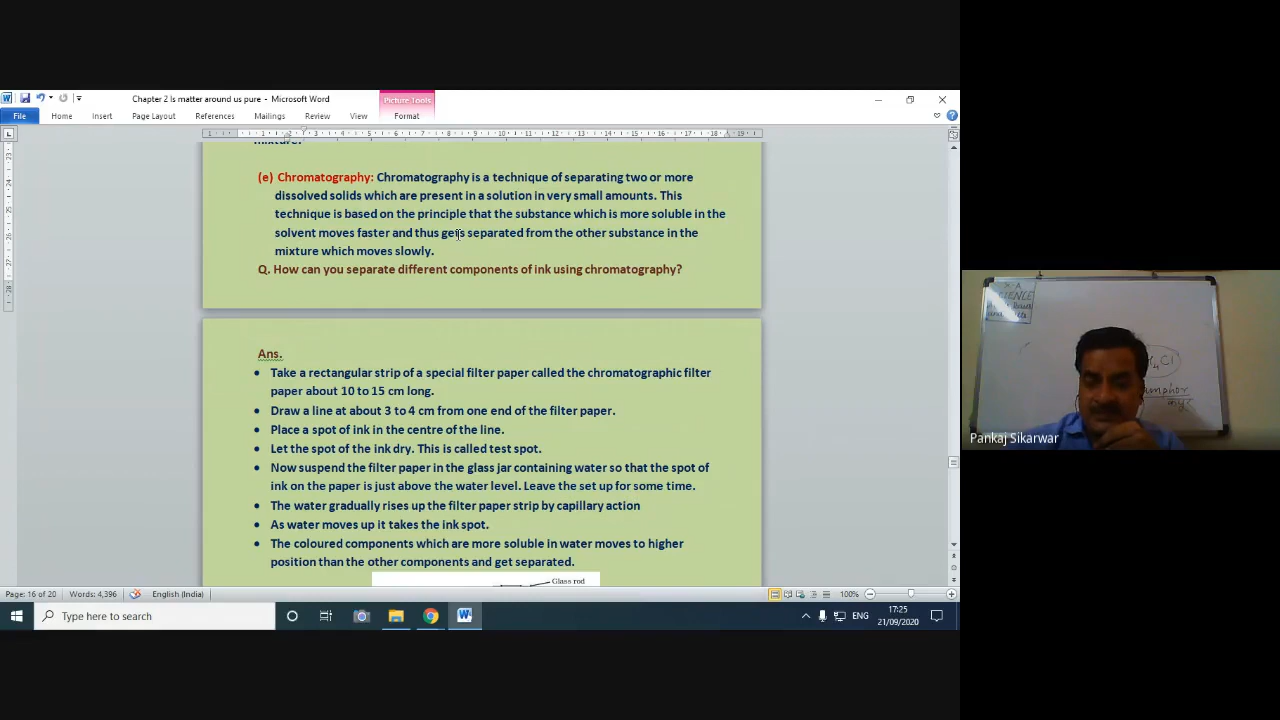 Chapter 2 Is matter around us pure - Microsoft Word
Picture Tools
File Home Insert Page Layout References Mailings Review View Format
mixture.
(e) Chromatography: Chromatography is a technique of separating two or more
dissolved solids which are present in a solution in very small amounts. This
technique is based on the principle that the substance which is more soluble in the
solvent moves faster and thus gets separated from the other substance in the
mixture which moves slowly.
Q. How can you separate different components of ink using chromatography?
Ans.
• Take a rectangular strip of a special filter paper called the chromatographic filter
paper about 10 to 15 cm long.
• Draw a line at about 3 to 4 cm from one end of the filter paper.
• Place a spot of ink in the centre of the line.
• Let the spot of the ink dry. This is called test spot.
• Now suspend the filter paper in the glass jar containing water so that the spot of
ink on the paper is just above the water level. Leave the set up for some time.
• The water gradually rises up the filter paper strip by capillary action
• As water moves up it takes the ink spot.
• The coloured components which are more soluble in water moves to higher
position than the other components and get separated.
Glass rod
Page: 16 of 20 Words: 4,396 English (India) 100%
Type here to search
ENG
17:25
21/09/2020
X-A
Cl
Pankaj Sikarwar